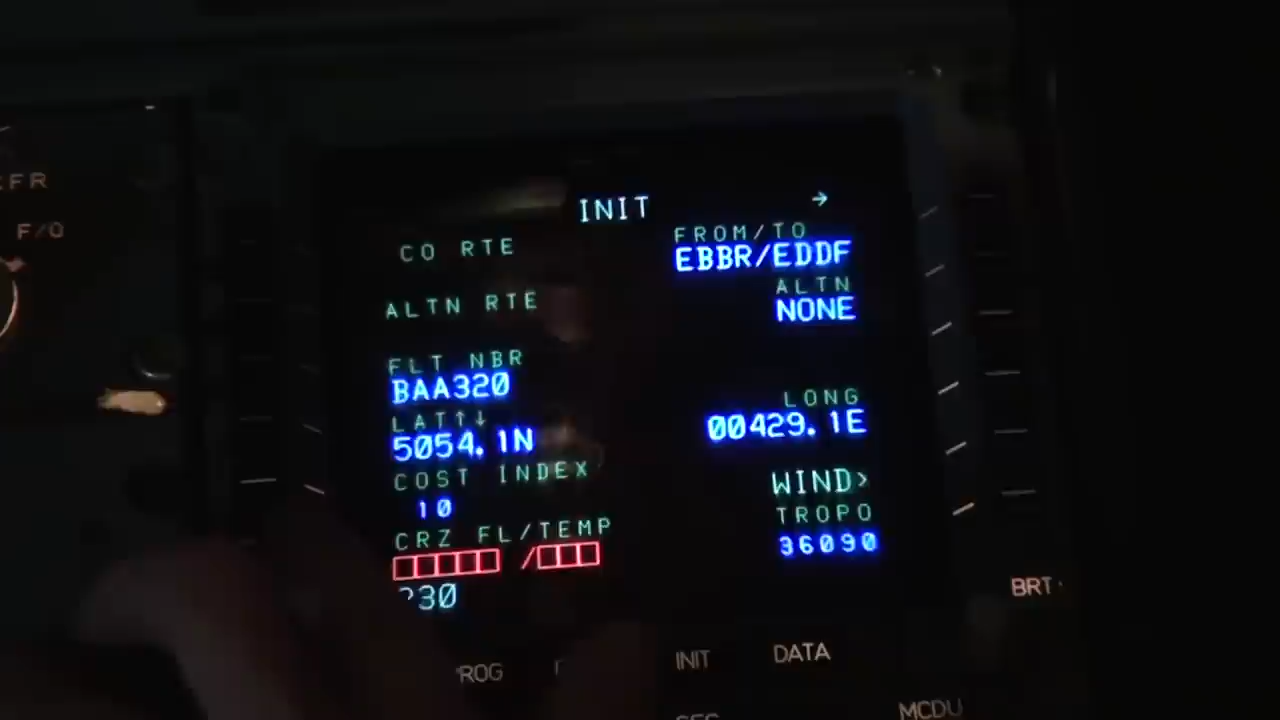 INIT →
CFR
F/O
CO RTE FROM/TO
EBBR/EDDF
ALTN RTE ALTN
NONE
FLT NBR
BAA320
LAT↑↓ LONG
5054.1N 00429.1E
COST INDEX WIND>
10 TROPO
CRZ FL/TEMP 36090
□□□□□ /□□□
30
BRT
ROG INIT DATA
MCDU